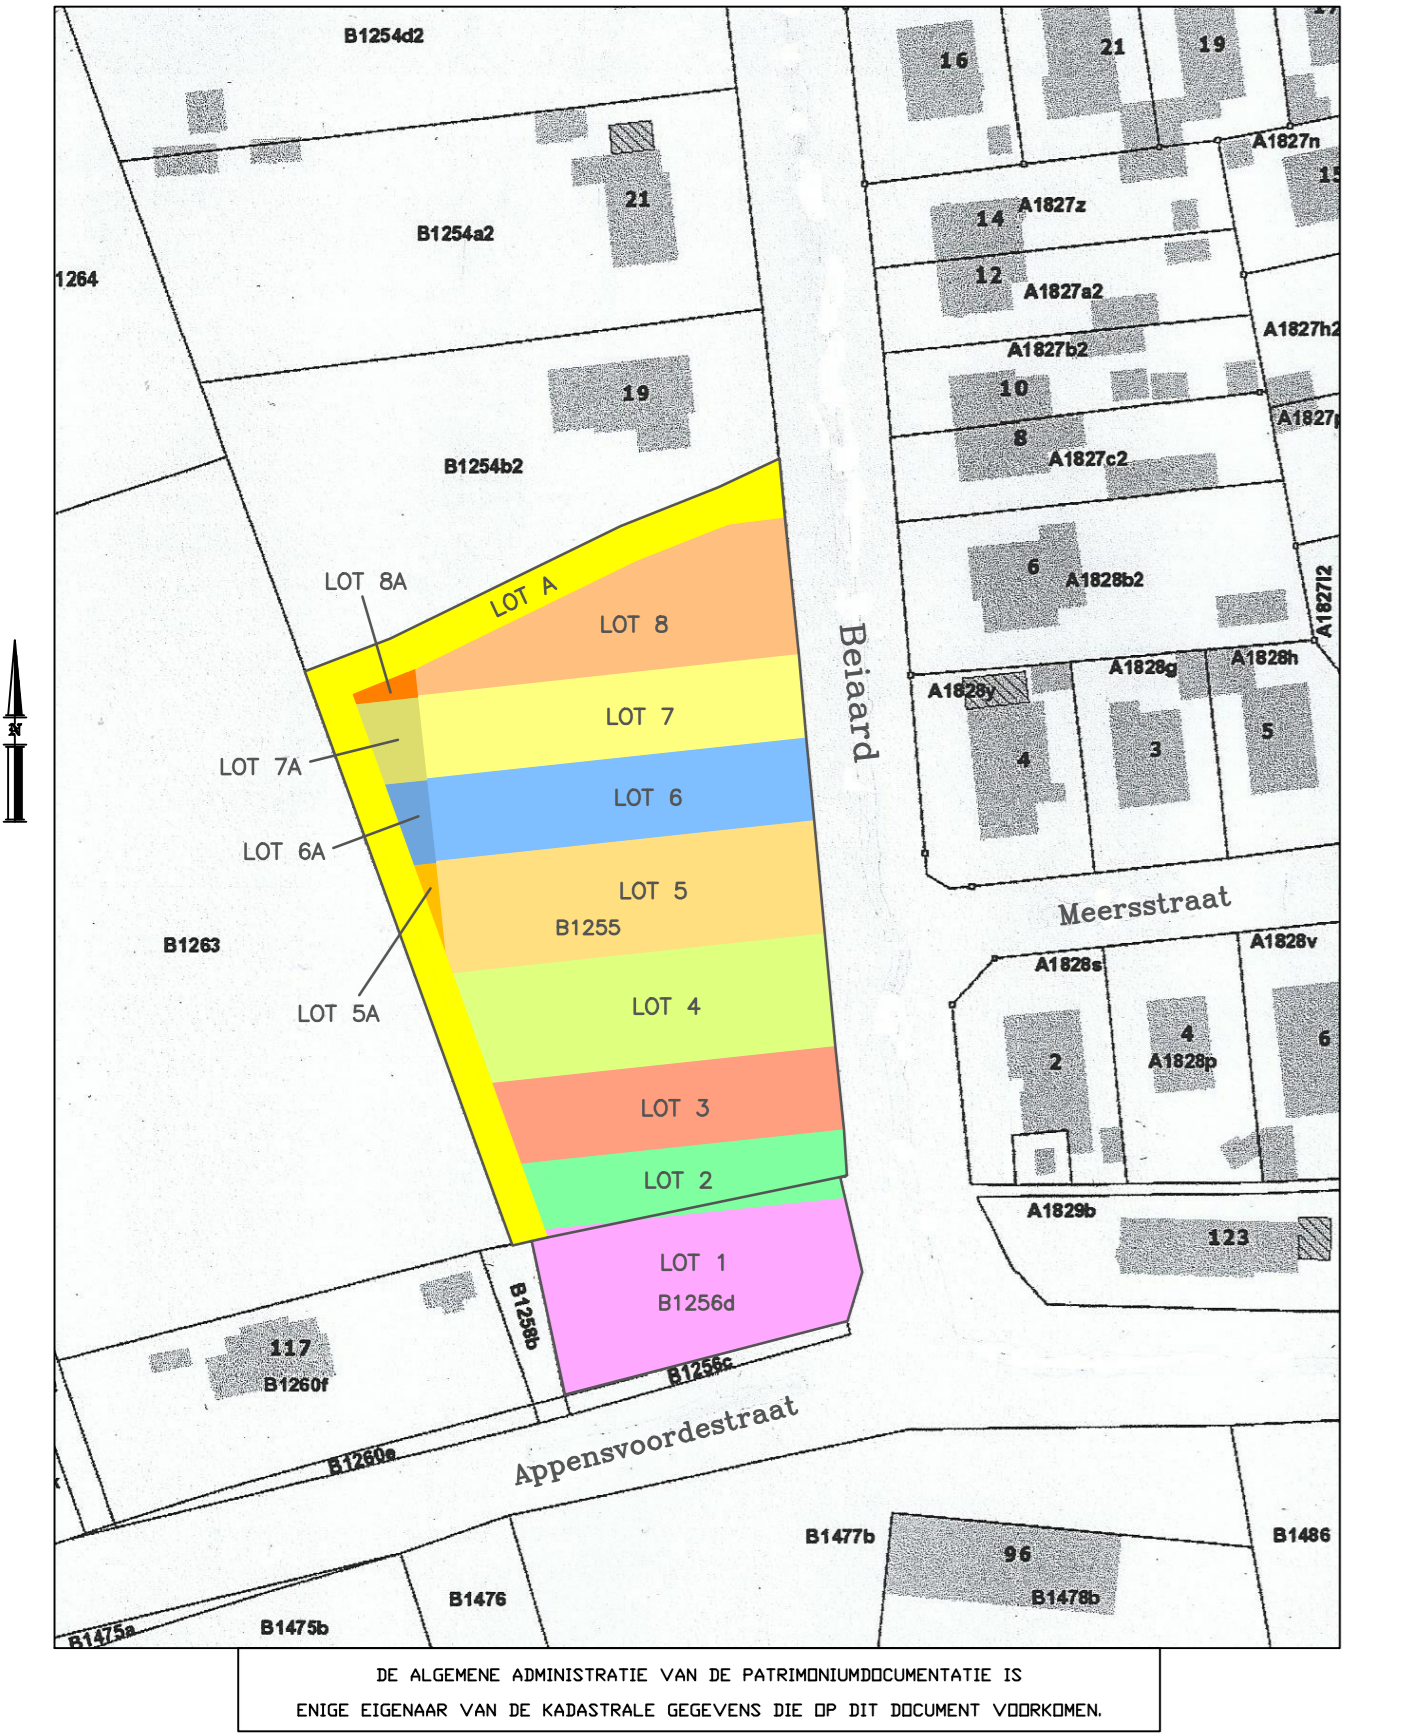 B1254d2
16
21
19
A1827n
A1827z
14
21
B1254a2
12
1264
A1827a2
A1827h2
A1827b2
10
19
8
A1827c2
B1254b2
6
A1828b2
A1827l2
LOT 8A
LOT A
LOT 8
Beiaard
A1828g
A1828h
A1828y
LOT 7
5
3
4
LOT 7A
LOT 6
LOT 6A
LOT 5
Meersstraat
B1255
B1263
A1828v
A1828s
LOT 5A
LOT 4
4
6
2
A1828p
LOT 3
LOT 2
A1829b
123
LOT 1
B1256d
B1258b
117
B1260f
B1256c
Appensvoordestraat
B1260e
B1477b
B1486
96
B1478b
B1476
B1475b
B1475a
N
DE ALGEMENE ADMINISTRATIE VAN DE PATRIMONIUMDOCUMENTATIE IS
ENIGE EIGENAAR VAN DE KADASTRALE GEGEVENS DIE OP DIT DOCUMENT VOORKOMEN.